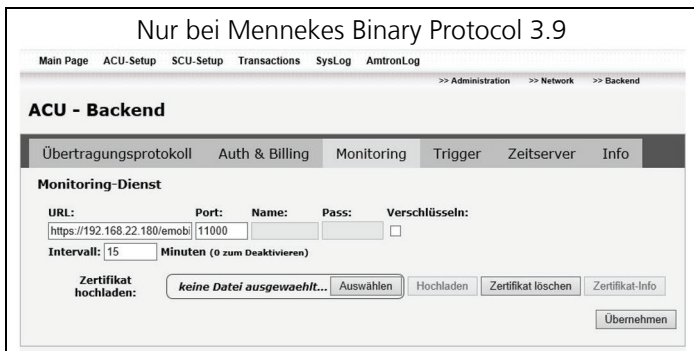 Nur bei Mennekes Binary Protocol 3.9
Main Page ACU-Setup SCU-Setup Transactions SysLog AmtronLog
>> Administration >> Network >> Backend
ACU - Backend
Übertragungsprotokoll Auth & Billing Monitoring Trigger Zeitserver Info
Monitoring-Dienst
URL: Port: Name: Pass: Verschlüsseln:
https://192.168.22.180/emobi 11000
Intervall: 15 Minuten (0 zum Deaktivieren)
Zertifikat hochladen: keine Datei ausgewaehlt... Auswählen Hochladen Zertifikat löschen Zertifikat-Info
Übernehmen